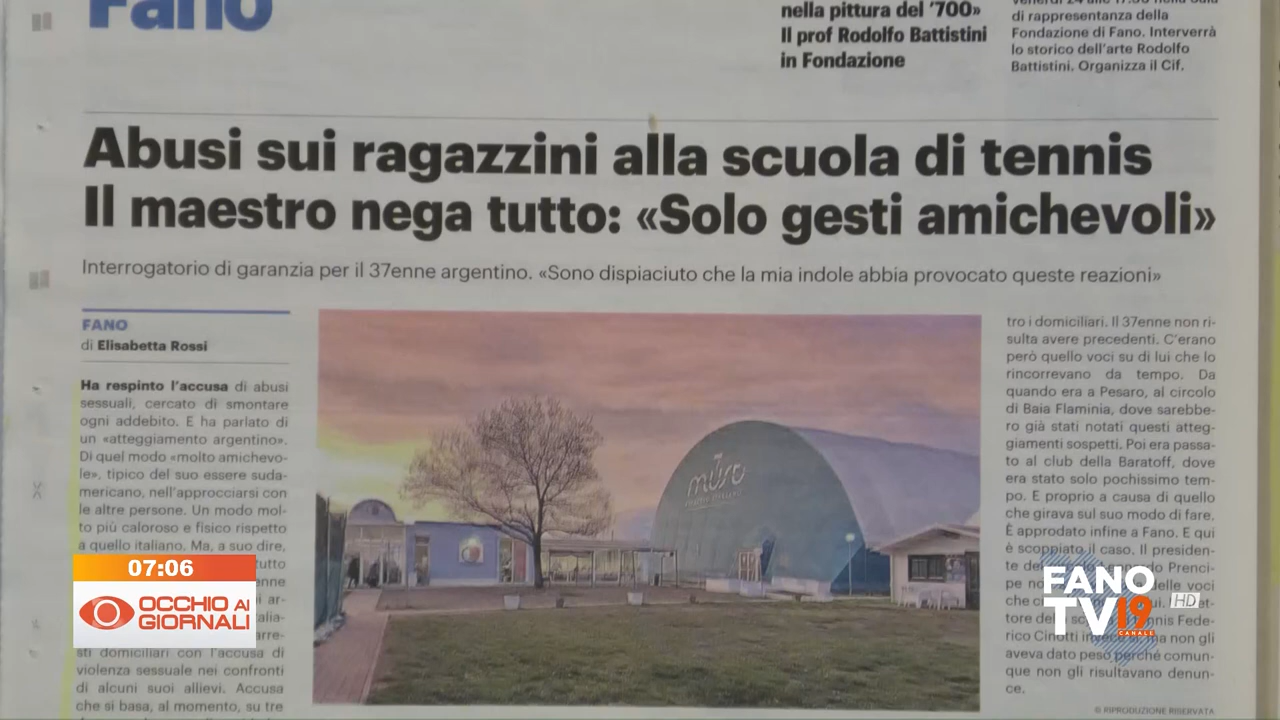 Fano
nella pittura del '700»
Il prof Rodolfo Battistini
in Fondazione
di rappresentanza della
Fondazione di Fano. Interverrà
lo storico dell'arte Rodolfo
Battistini. Organizza il Cif.
Abusi sui ragazzini alla scuola di tennis
Il maestro nega tutto: «Solo gesti amichevoli»
Interrogatorio di garanzia per il 37enne argentino. «Sono dispiaciuto che la mia indole abbia provocato queste reazioni»
FANO
di Elisabetta Rossi
Ha respinto l'accusa di abusi
sessuali, cercato di smontare
ogni addebito. E ha parlato di
un «atteggiamento argentino».
Di quel modo «molto amichevo-
le», tipico del suo essere suda-
mericano, nell'approcciarsi con
le altre persone. Un modo mol-
to più caloroso e fisico rispetto
a quello italiano. Ma, a suo dire,
sti domiciliari con l'accusa di
violenza sessuale nei confronti
di alcuni suoi allievi. Accusa
che si basa, al momento, su tre
tro i domiciliari. Il 37enne non ri-
sulta avere precedenti. C'erano
però quello voci su di lui che lo
rincorrevano da tempo. Da
quando era a Pesaro, al circolo
di Baia Flaminia, dove sarebbe-
ro già stati notati questi atteg-
giamenti sospetti. Poi era passa-
to al club della Baratoff, dove
era stato solo pochissimo tem-
po. E proprio a causa di quello
che girava sul suo modo di fare.
È approdato infine a Fano. E qui
è scoppiato il caso. Il presiden-
aveva dato peso perché comun-
que non gli risultavano denun-
ce.
© RIPRODUZIONE RISERVATA
07:06
OCCHIO AI
GIORNALI
FANO
TV 19
CANALE
HD